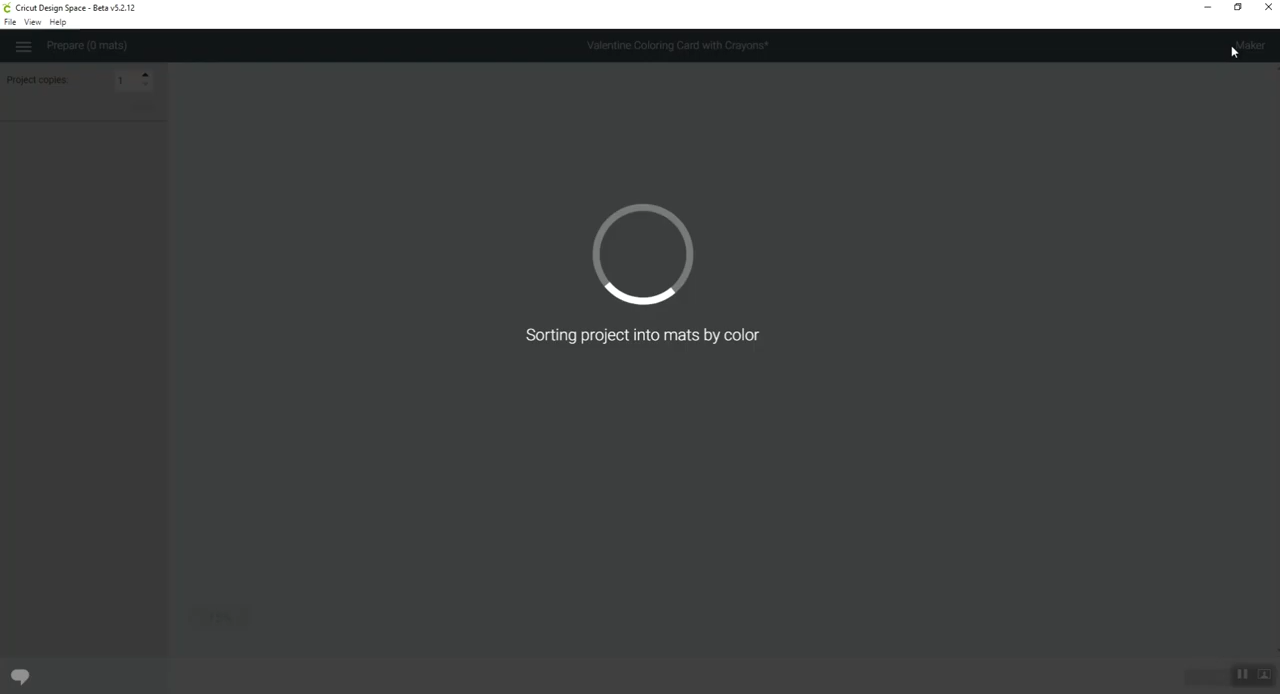 Cricut Design Space - Beta v5.2.12
File View Help
Prepare (0 mats) Valentine Coloring Card with Crayons* Maker
Project copies: 1
Sorting project into mats by color